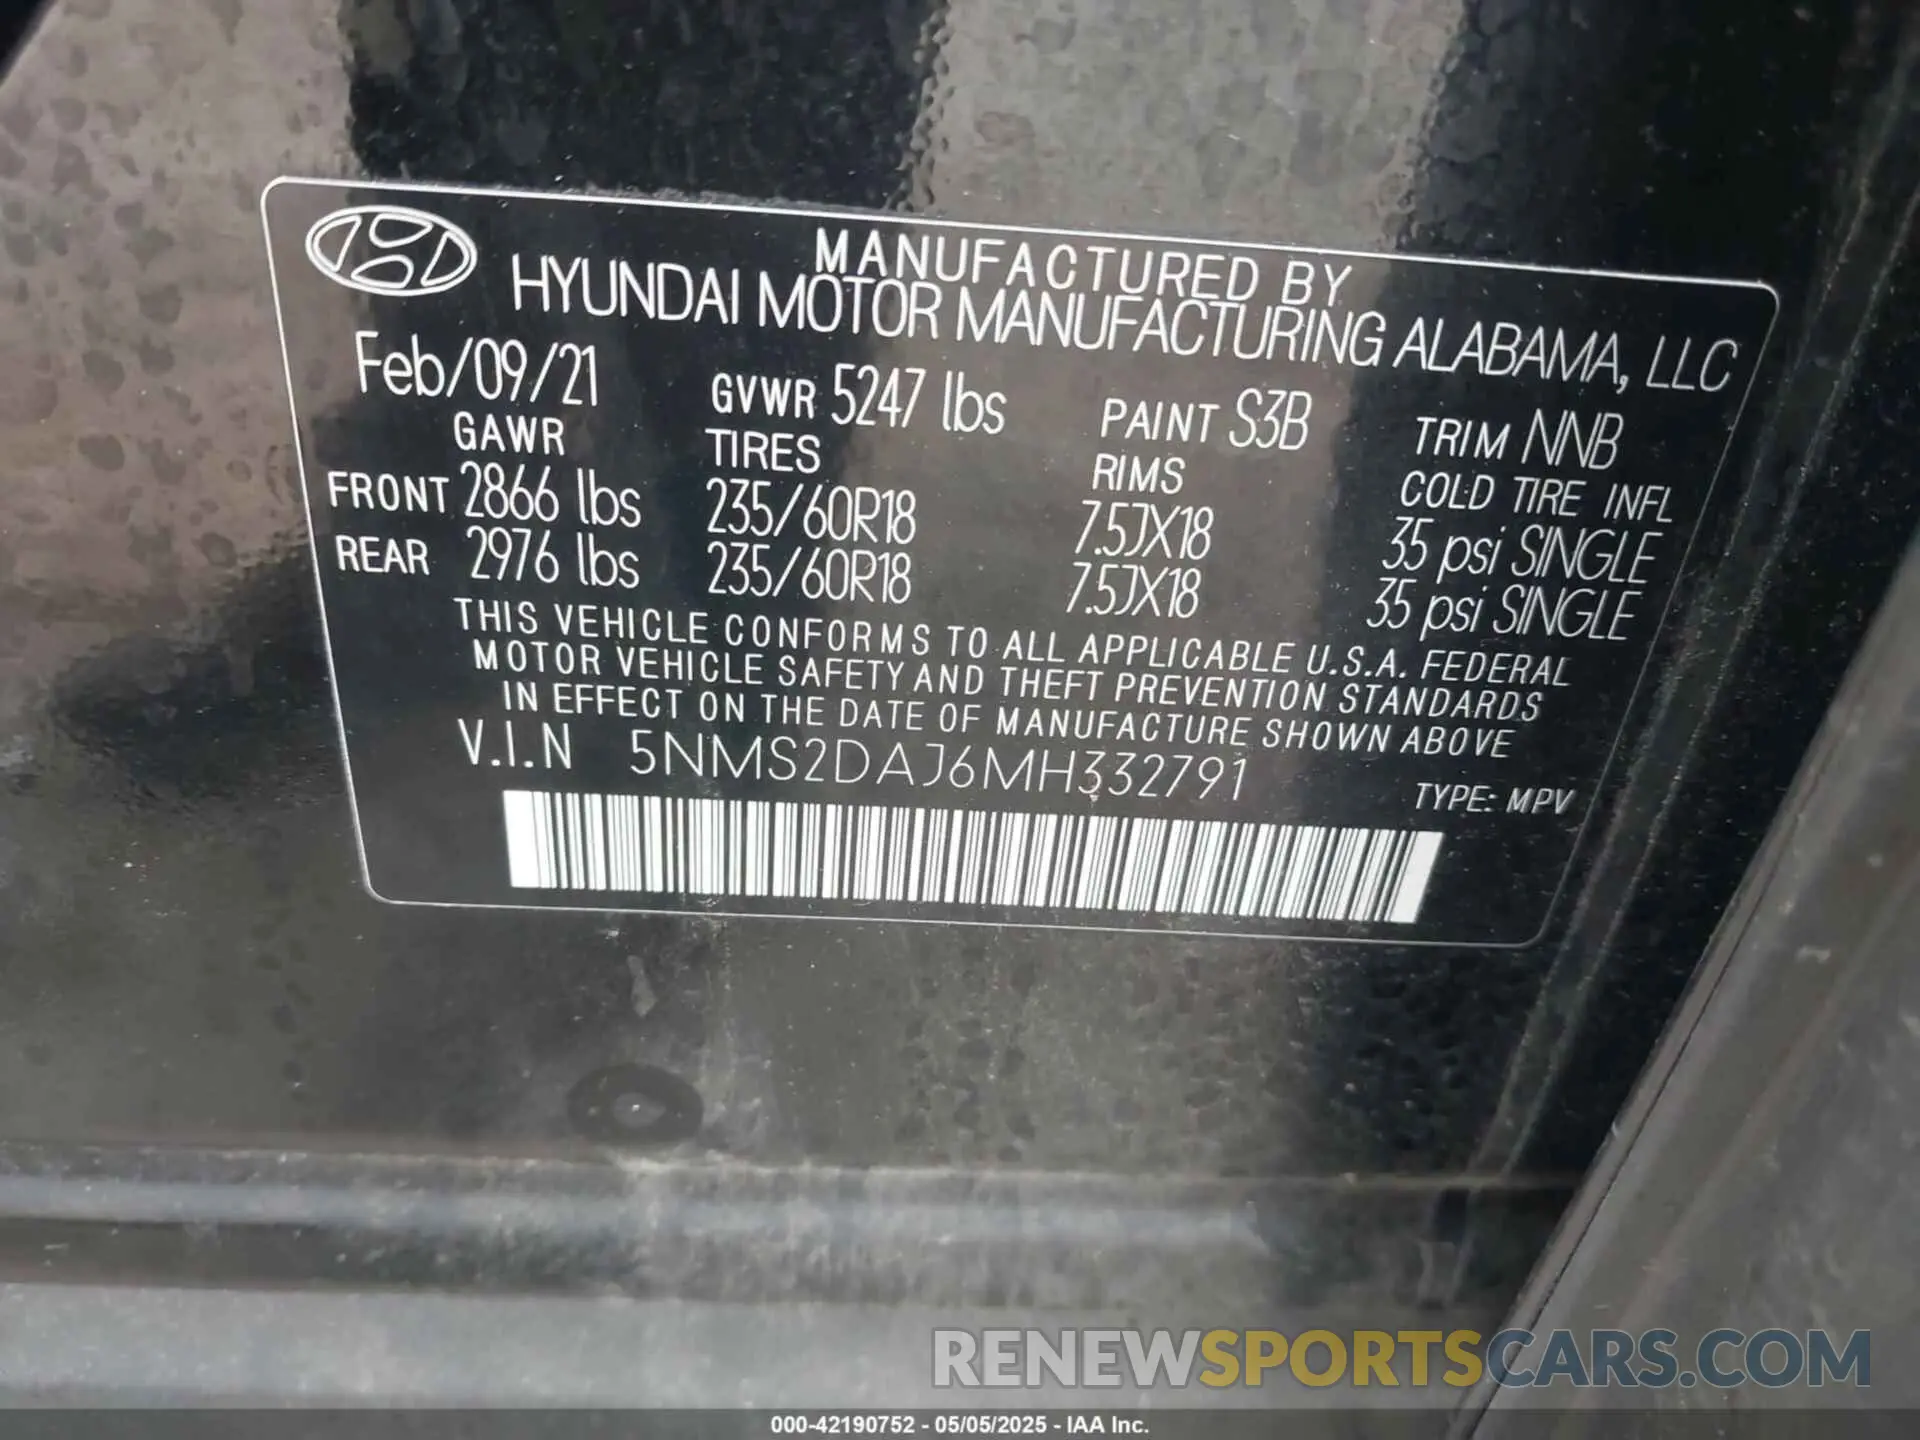 MANUFACTURED BY
HYUNDAI MOTOR MANUFACTURING ALABAMA, LLC
Feb/09/21 GVWR 5247 lbs PAINT S3B TRIM NNB
GAWR TIRES RIMS COLD TIRE INFL
FRONT 2866 lbs 235/60R18 7.5JX18 35 psi SINGLE
REAR 2976 lbs 235/60R18 7.5JX18 35 psi SINGLE
THIS VEHICLE CONFORMS TO ALL APPLICABLE U.S.A. FEDERAL
MOTOR VEHICLE SAFETY AND THEFT PREVENTION STANDARDS
IN EFFECT ON THE DATE OF MANUFACTURE SHOWN ABOVE
V.I.N 5NMS2DAJ6MH332791
TYPE: MPV
RENEWSPORTSCARS.COM
000-42190752 - 05/05/2025 - IAA Inc.